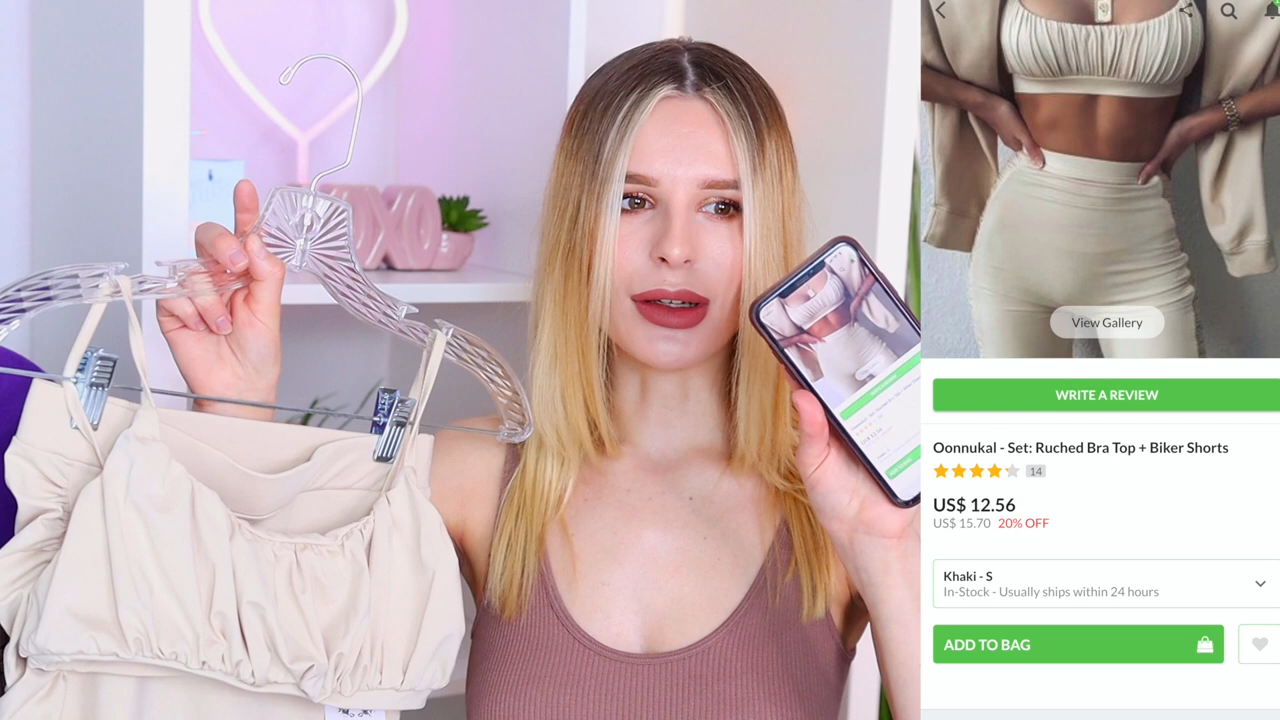 XO
View Gallery
WRITE A REVIEW
Oonnukal - Set: Ruched Bra Top + Biker Shorts
14
US$ 12.56
US$ 15.70 20% OFF
Khaki - S
In-Stock - Usually ships within 24 hours
ADD TO BAG